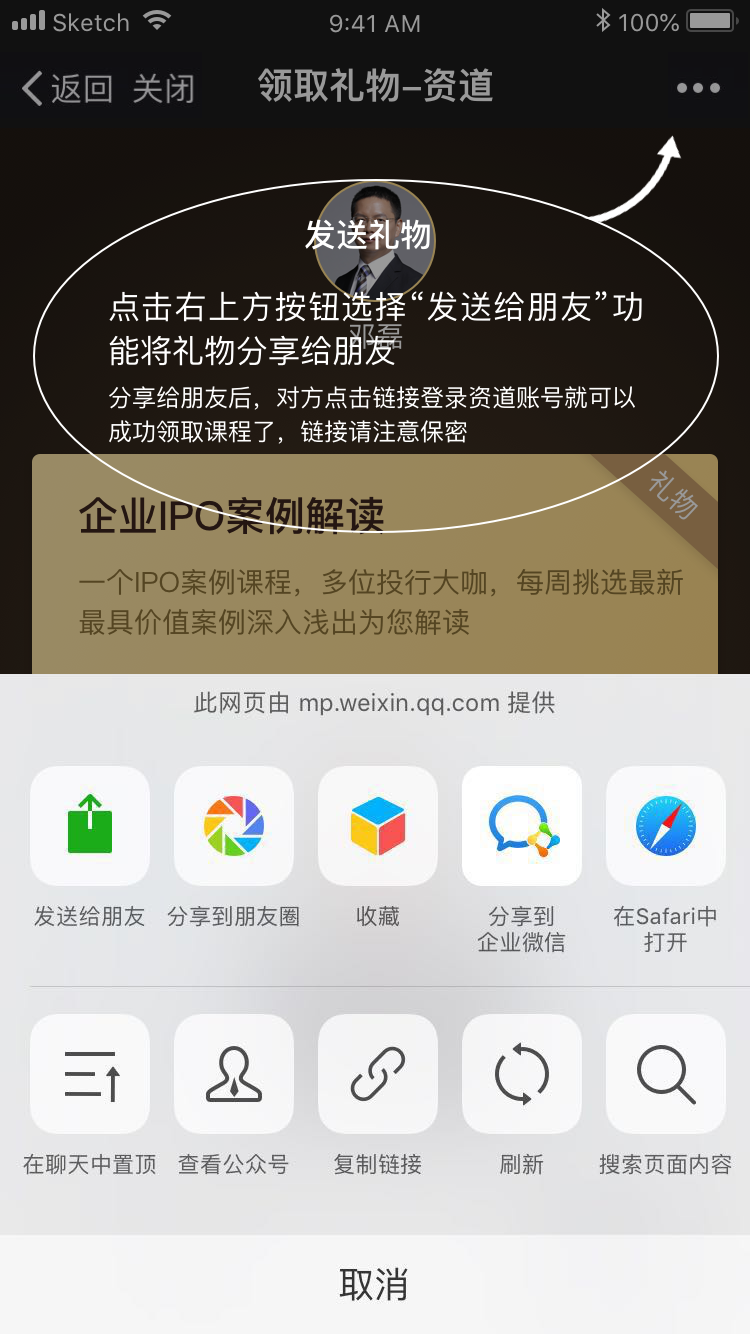 Sketch 9:41 AM 100%
返回 关闭 领取礼物-资道
发送礼物
点击右上方按钮选择“发送给朋友”功
邓磊
能将礼物分享给朋友
分享给朋友后，对方点击链接登录资道账号就可以
成功领取课程了，链接请注意保密
礼物
企业IPO案例解读
一个IPO案例课程，多位投行大咖，每周挑选最新
最具价值案例深入浅出为您解读
此网页由 mp.weixin.qq.com 提供
发送给朋友
分享到朋友圈
收藏
分享到
企业微信
在Safari中
打开
在聊天中置顶
查看公众号
复制链接
刷新
搜索页面内容
取消